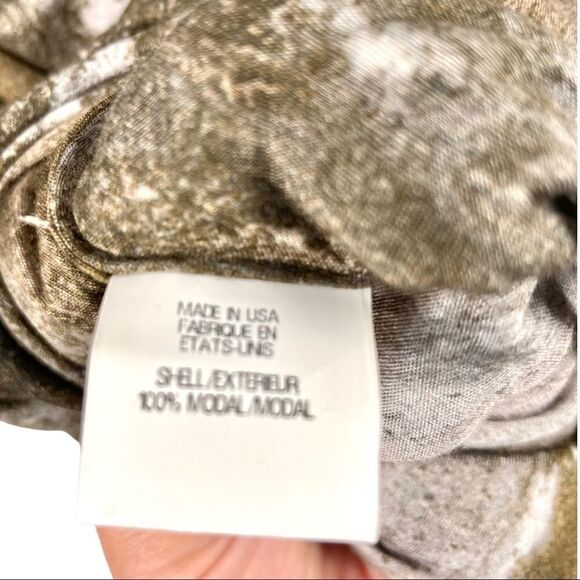 MADE IN USA
FABRIQUE EN
ETATS-UNIS
SHELL/EXTERIEUR
100% MODAL/MODAL